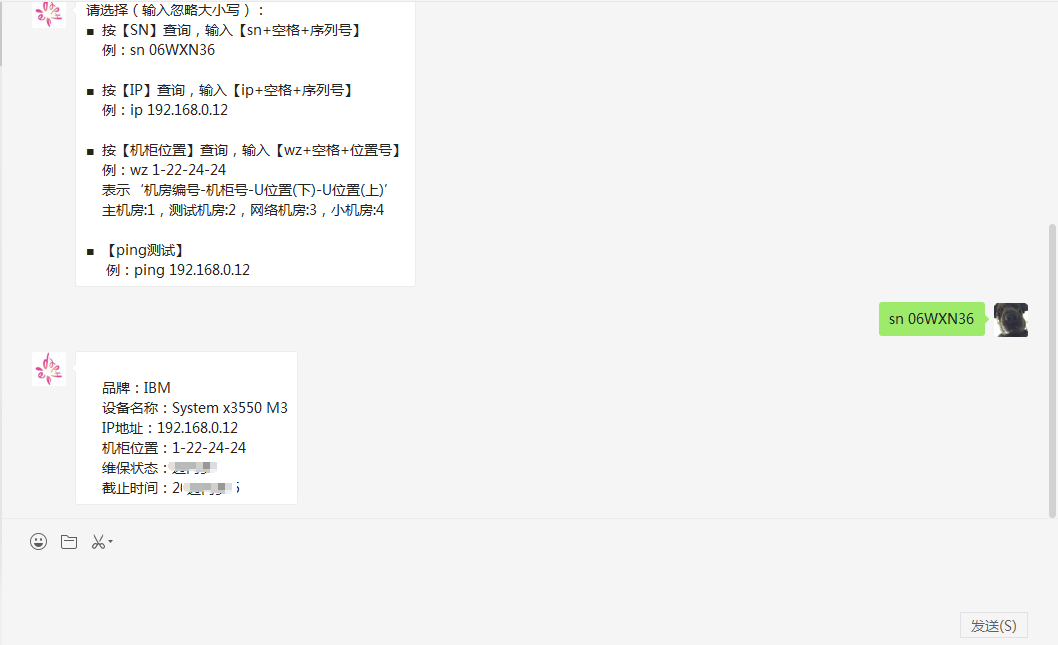 请选择（输入忽略大小写）：
■ 按【SN】查询，输入【sn+空格+序列号】
例：sn 06WXN36
■ 按【IP】查询，输入【ip+空格+序列号】
例：ip 192.168.0.12
■ 按【机柜位置】查询，输入【wz+空格+位置号】
例：wz 1-22-24-24
表示‘机房编号-机柜号-U位置(下)-U位置(上)’
主机房:1，测试机房:2，网络机房:3，小机房:4
■ 【ping测试】
例：ping 192.168.0.12
sn 06WXN36
品牌：IBM
设备名称：System x3550 M3
IP地址：192.168.0.12
机柜位置：1-22-24-24
维保状态：
截止时间：
发送(S)